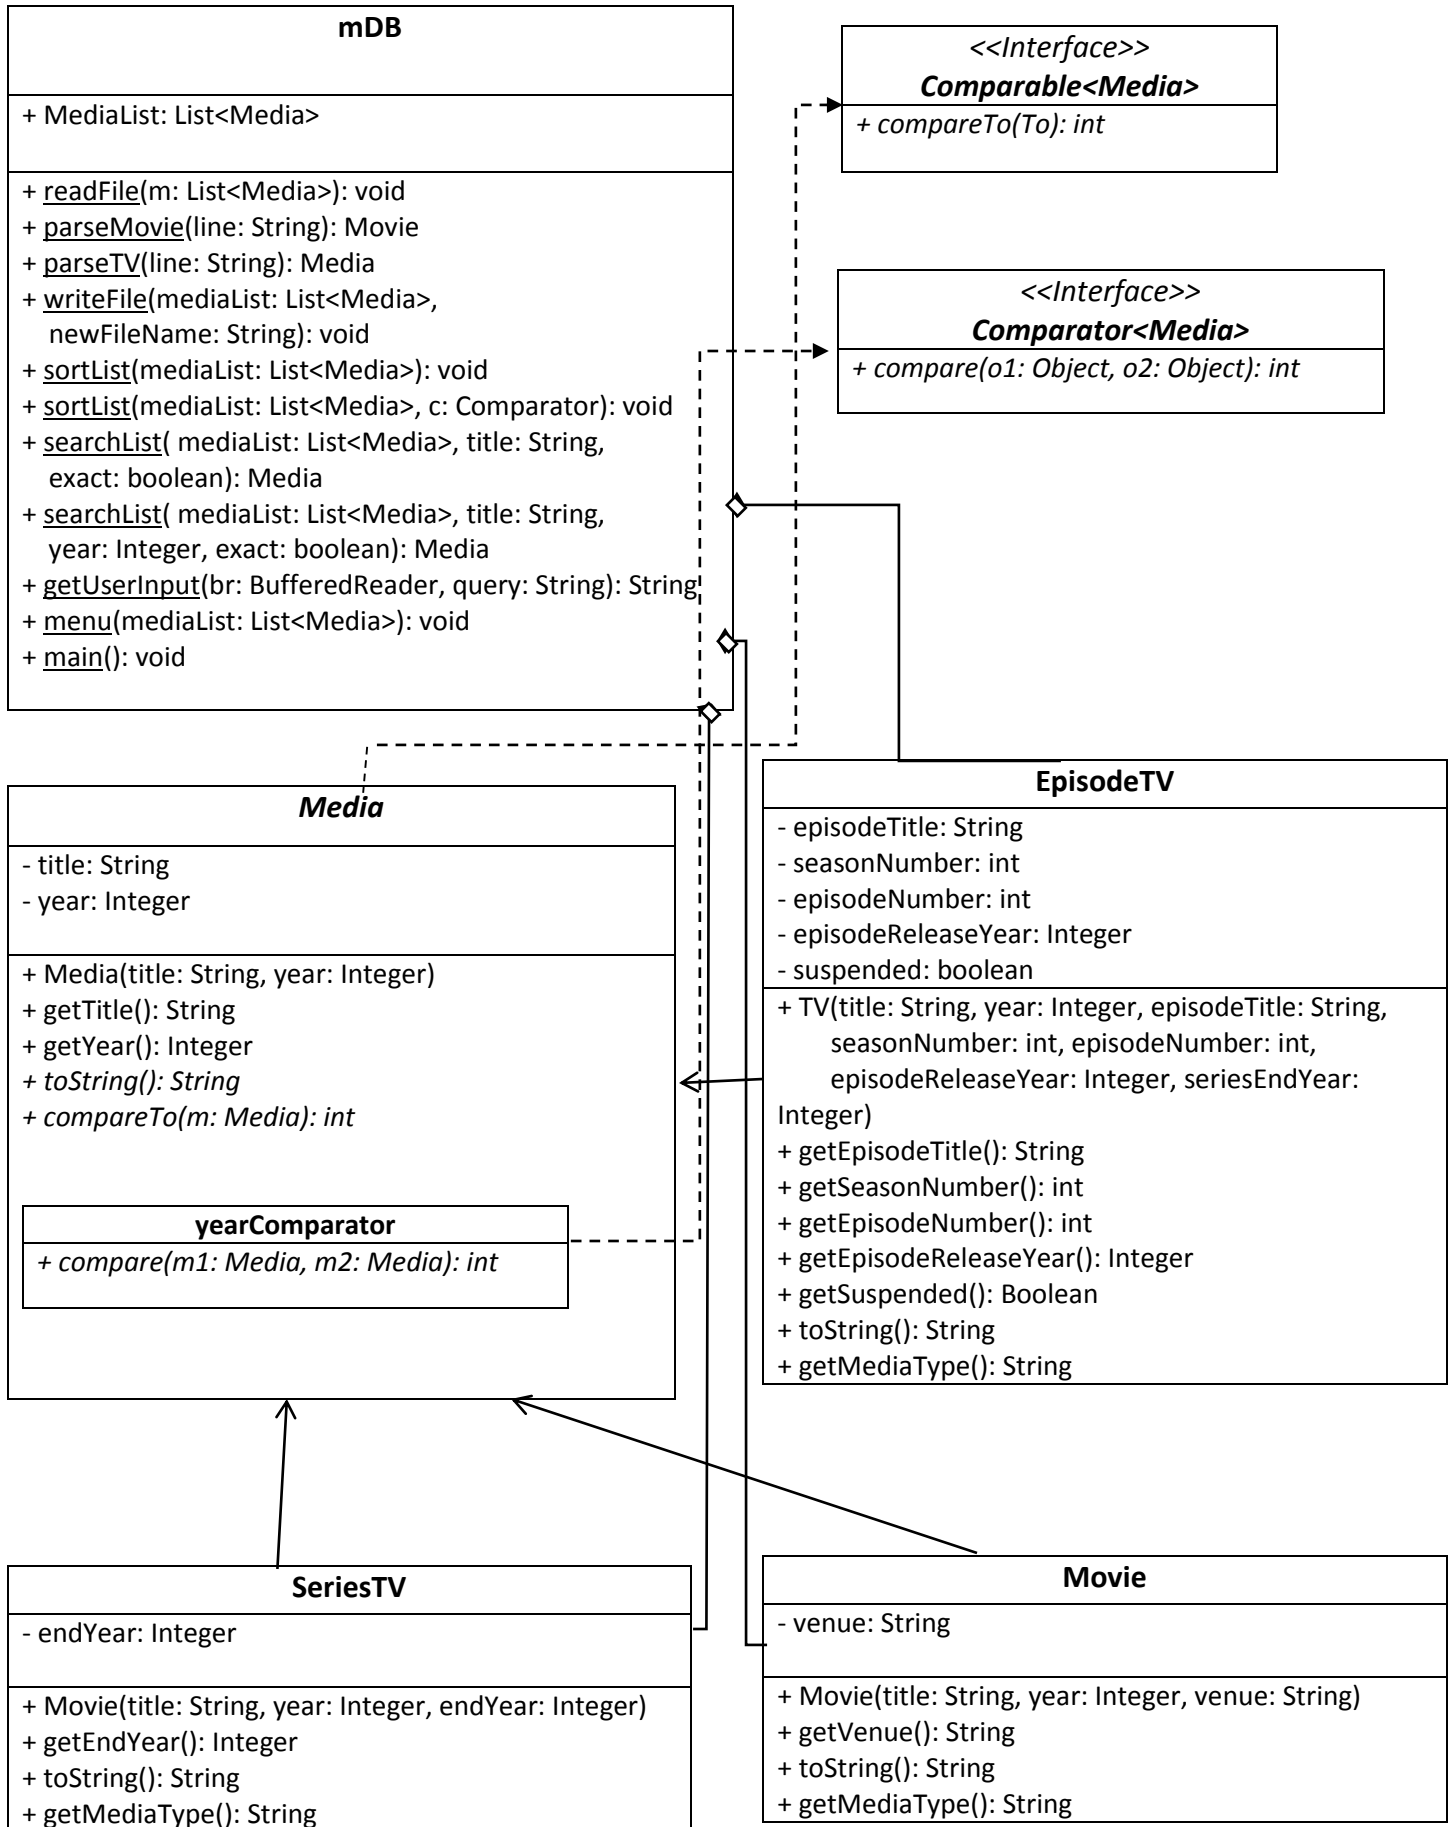 mDB
+ MediaList: List<Media>
+ readFile(m: List<Media>): void
+ parseMovie(line: String): Movie
+ parseTV(line: String): Media
+ writeFile(mediaList: List<Media>,
newFileName: String): void
+ sortList(mediaList: List<Media>): void
+ sortList(mediaList: List<Media>, c: Comparator): void
+ searchList( mediaList: List<Media>, title: String,
exact: boolean): Media
+ searchList( mediaList: List<Media>, title: String,
year: Integer, exact: boolean): Media
+ getUserInput(br: BufferedReader, query: String): String
+ menu(mediaList: List<Media>): void
+ main(): void
<<Interface>>
Comparable<Media>
+ compareTo(To): int
<<Interface>>
Comparator<Media>
+ compare(o1: Object, o2: Object): int
Media
- title: String
- year: Integer
+ Media(title: String, year: Integer)
+ getTitle(): String
+ getYear(): Integer
+ toString(): String
+ compareTo(m: Media): int
yearComparator
+ compare(m1: Media, m2: Media): int
EpisodeTV
- episodeTitle: String
- seasonNumber: int
- episodeNumber: int
- episodeReleaseYear: Integer
- suspended: boolean
+ TV(title: String, year: Integer, episodeTitle: String,
seasonNumber: int, episodeNumber: int,
episodeReleaseYear: Integer, seriesEndYear:
Integer)
+ getEpisodeTitle(): String
+ getSeasonNumber(): int
+ getEpisodeNumber(): int
+ getEpisodeReleaseYear(): Integer
+ getSuspended(): Boolean
+ toString(): String
+ getMediaType(): String
SeriesTV
- endYear: Integer
+ Movie(title: String, year: Integer, endYear: Integer)
+ getEndYear(): Integer
+ toString(): String
+ getMediaType(): String
Movie
- venue: String
+ Movie(title: String, year: Integer, venue: String)
+ getVenue(): String
+ toString(): String
+ getMediaType(): String